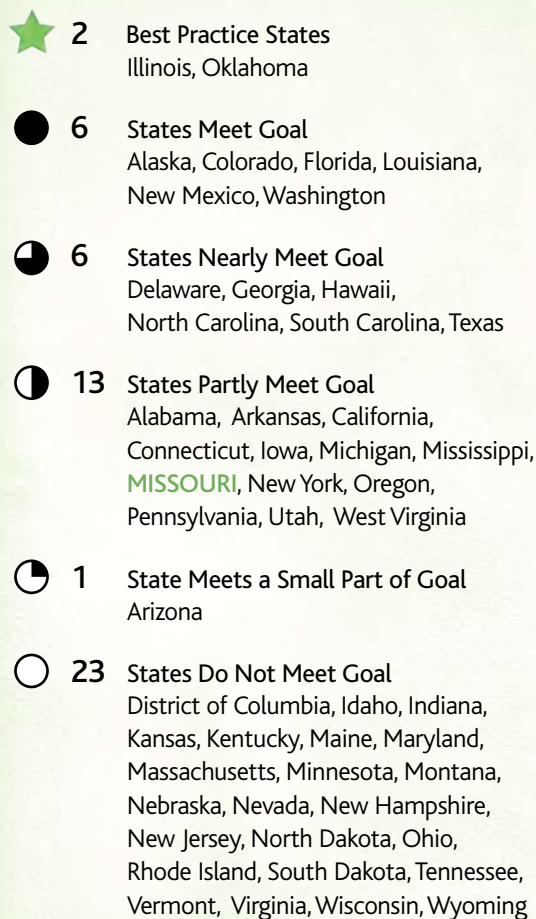 2 Best Practice States
Illinois, Oklahoma
6 States Meet Goal
Alaska, Colorado, Florida, Louisiana,
New Mexico, Washington
6 States Nearly Meet Goal
Delaware, Georgia, Hawaii,
North Carolina, South Carolina, Texas
13 States Partly Meet Goal
Alabama, Arkansas, California,
Connecticut, Iowa, Michigan, Mississippi,
MISSOURI, New York, Oregon,
Pennsylvania, Utah, West Virginia
1 State Meets a Small Part of Goal
Arizona
23 States Do Not Meet Goal
District of Columbia, Idaho, Indiana,
Kansas, Kentucky, Maine, Maryland,
Massachusetts, Minnesota, Montana,
Nebraska, Nevada, New Hampshire,
New Jersey, North Dakota, Ohio,
Rhode Island, South Dakota, Tennessee,
Vermont, Virginia, Wisconsin, Wyoming